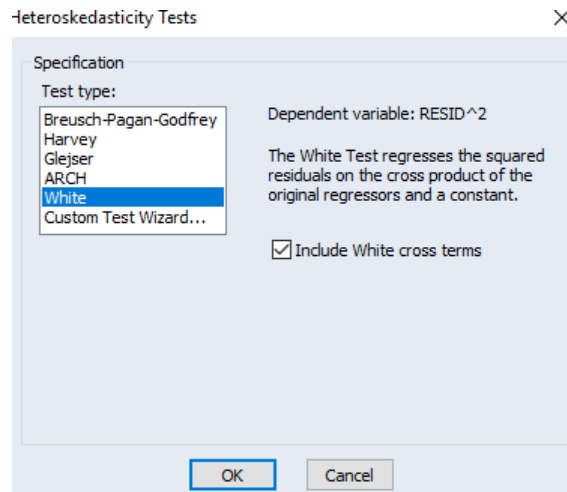 Heteroskedasticity Tests
Specification
Test type:
Breusch-Pagan-Godfrey
Harvey
Glejser
ARCH
White
Custom Test Wizard...
Dependent variable: RESID^2
The White Test regresses the squared
residuals on the cross product of the
original regressors and a constant.
Include White cross terms
OK
Cancel